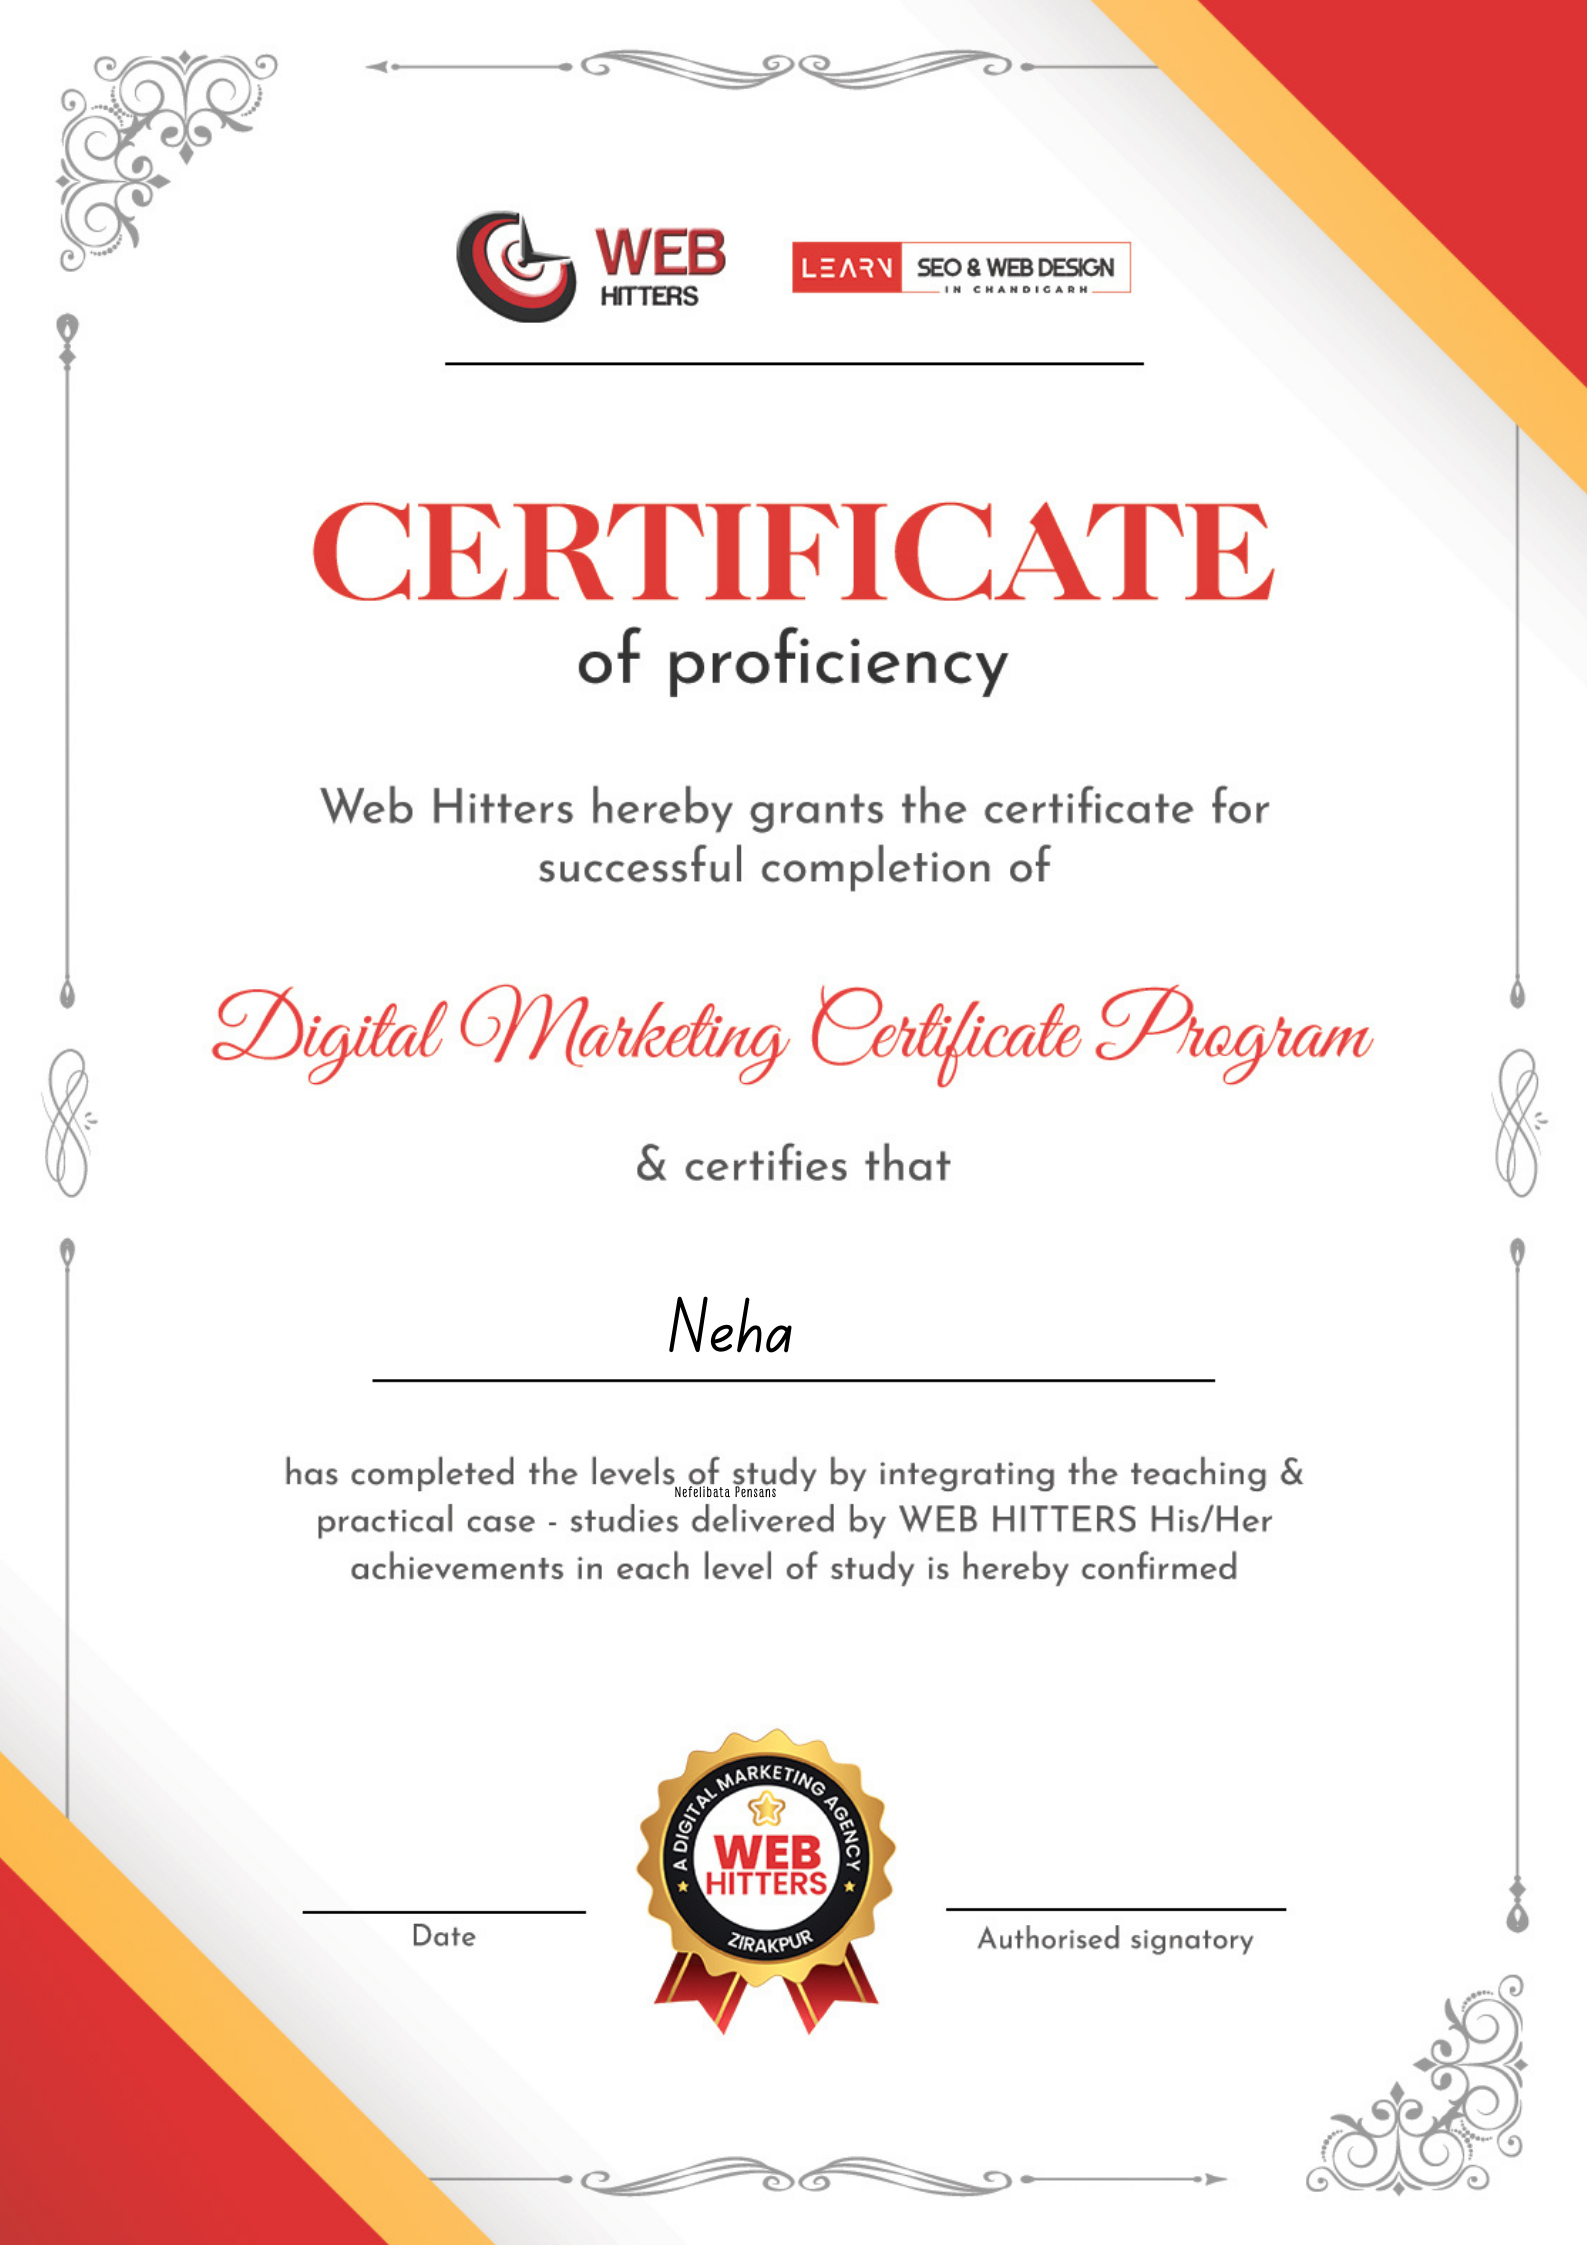 WEB
HITTERS
LEARN SEO & WEB DESIGN
IN CHANDIGARH
CERTIFICATE
of proficiency
Web Hitters hereby grants the certificate for
successful completion of
Digital Marketing Certificate Program
& certifies that
Neha
has completed the levels of study by integrating the teaching &
Nefelibata Pensans
practical case - studies delivered by WEB HITTERS His/Her
achievements in each level of study is hereby confirmed
A DIGITAL MARKETING AGENCY
WEB
HITTERS
ZIRAKPUR
Date
Authorised signatory